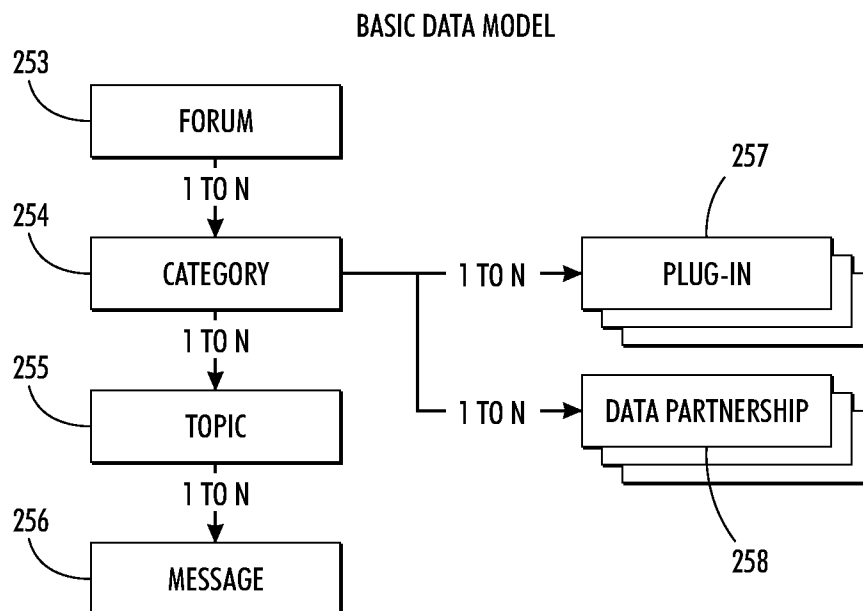 BASIC DATA MODEL
253
FORUM
1 TO N
257
254
CATEGORY
1 TO N
PLUG-IN
1 TO N
255
TOPIC
1 TO N
DATA PARTNERSHIP
1 TO N
256
MESSAGE
258